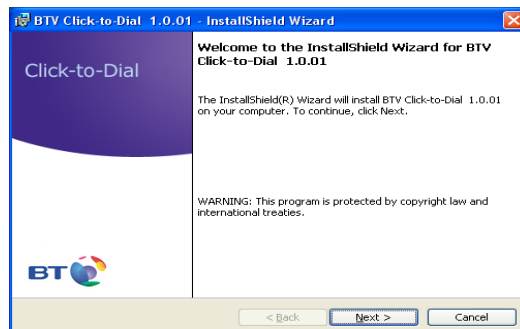 BTV Click-to-Dial 1.0.01 - InstallShield Wizard
Click-to-Dial
Welcome to the InstallShield Wizard for BTV
Click-to-Dial 1.0.01
The InstallShield(R) Wizard will install BTV Click-to-Dial 1.0.01
on your computer. To continue, click Next.
WARNING: This program is protected by copyright law and
international treaties.
BT
< Back
Next >
Cancel